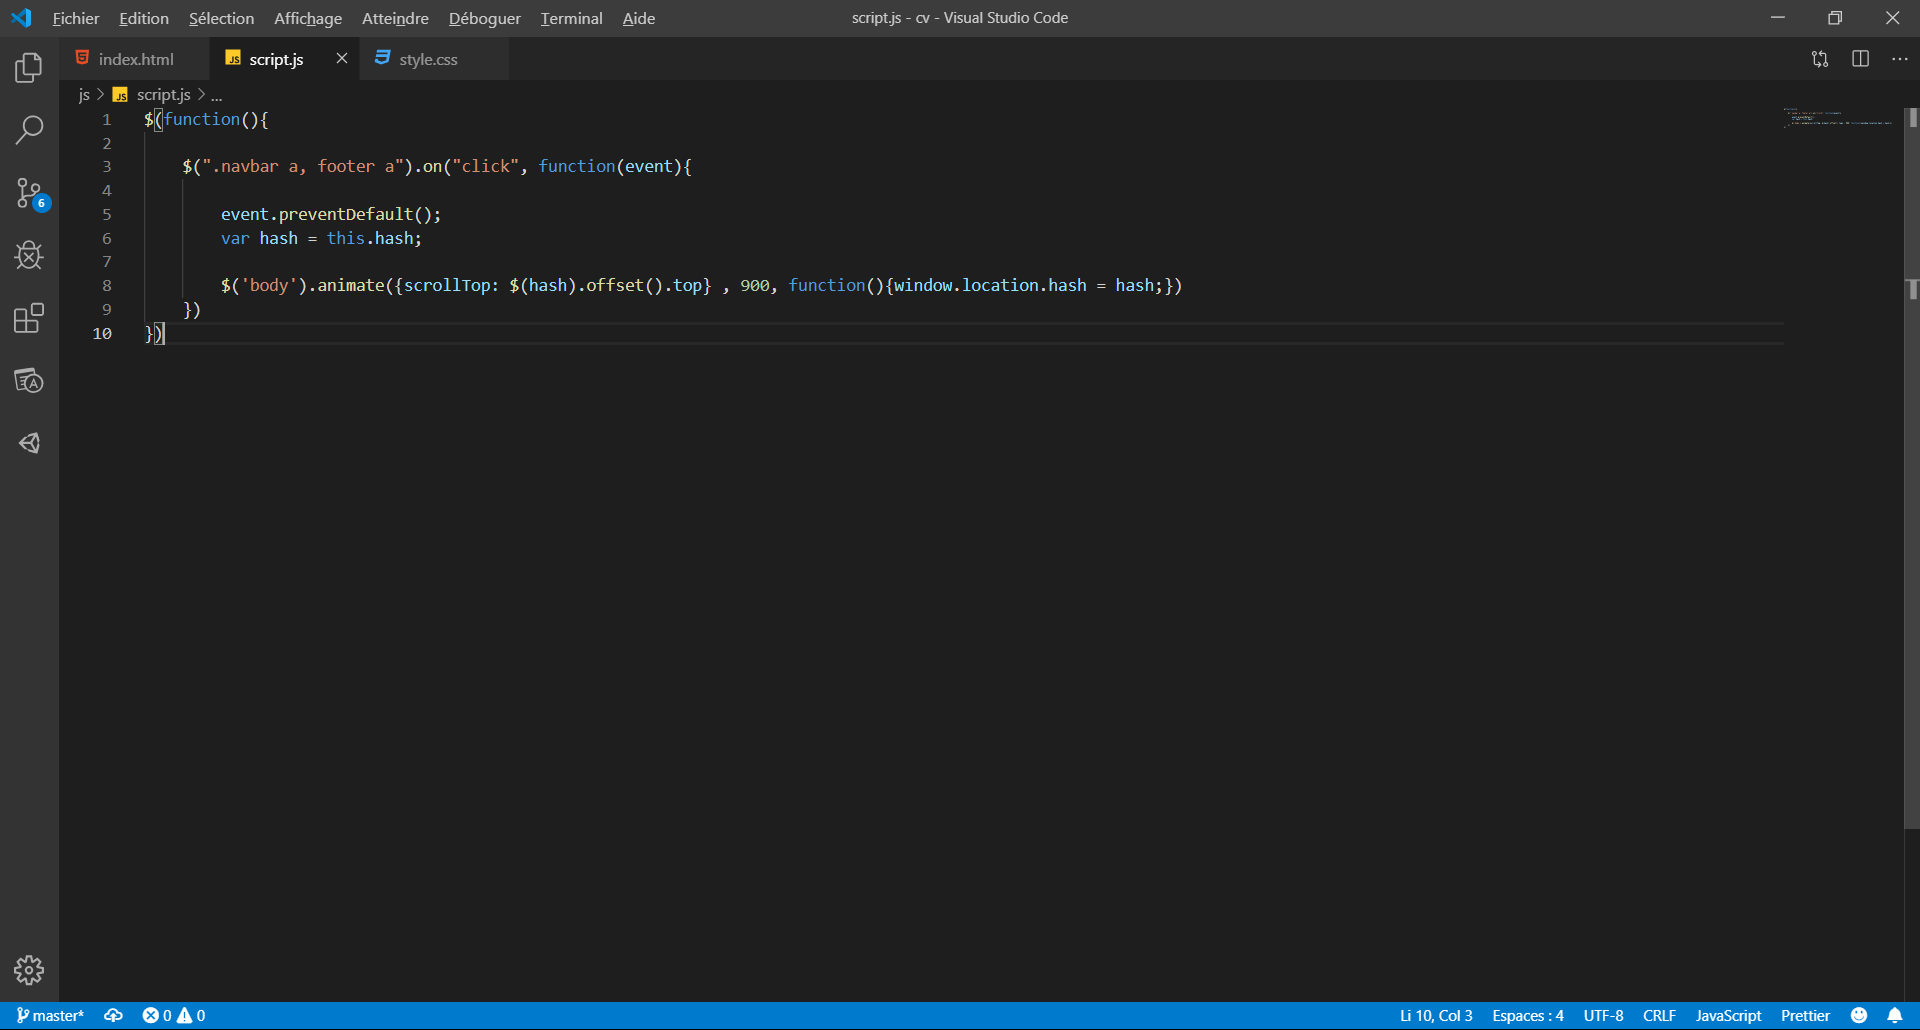 Fichier Edition Sélection Affichage Atteindre Déboguer Terminal Aide script.js - cv - Visual Studio Code
index.html script.js style.css
js > JS script.js > ...
1 $(function(){
2
3 $(".navbar a, footer a").on("click", function(event){
4
5 event.preventDefault();
6 var hash = this.hash;
7
8 $('body').animate({scrollTop: $(hash).offset().top} , 900, function(){window.location.hash = hash;})
9 })
10 })
6
master* 0 0 Li 10, Col 3 Espaces : 4 UTF-8 CRLF JavaScript Prettier